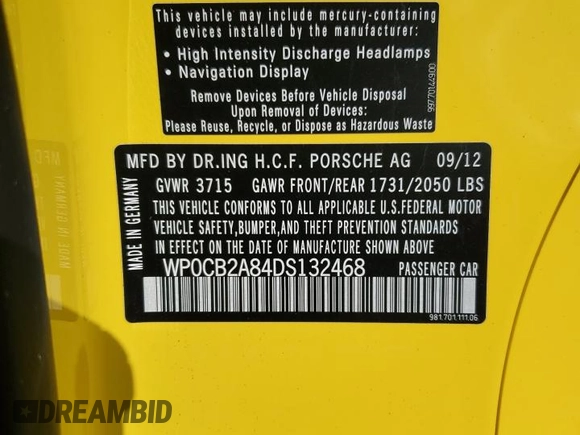 This vehicle may include mercury-containing
devices installed by the manufacturer:
• High Intensity Discharge Headlamps
• Navigation Display
Remove Devices Before Vehicle Disposal
Upon Removal of Devices:
Please Reuse, Recycle, or Dispose as Hazardous Waste
99770144900
MFD BY DR.ING H.C.F. PORSCHE AG 09/12
GVWR 3715 GAWR FRONT/REAR 1731/2050 LBS
THIS VEHICLE CONFORMS TO ALL APPLICABLE U.S.FEDERAL MOTOR
VEHICLE SAFETY,BUMPER,AND THEFT PREVENTION STANDARDS
IN EFFECT ON THE DATE OF MANUFACTURE SHOWN ABOVE.
WP0CB2A84DS132468 PASSENGER CAR
MADE IN GERMANY
981.701.111.06
DREAMBID